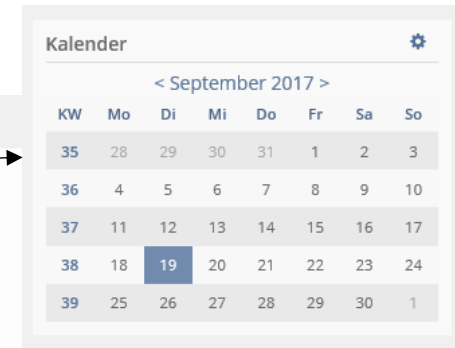 Kalender
< September 2017 >
KW Mo Di Mi Do Fr Sa So
35 28 29 30 31 1 2 3
36 4 5 6 7 8 9 10
37 11 12 13 14 15 16 17
38 18 19 20 21 22 23 24
39 25 26 27 28 29 30 1